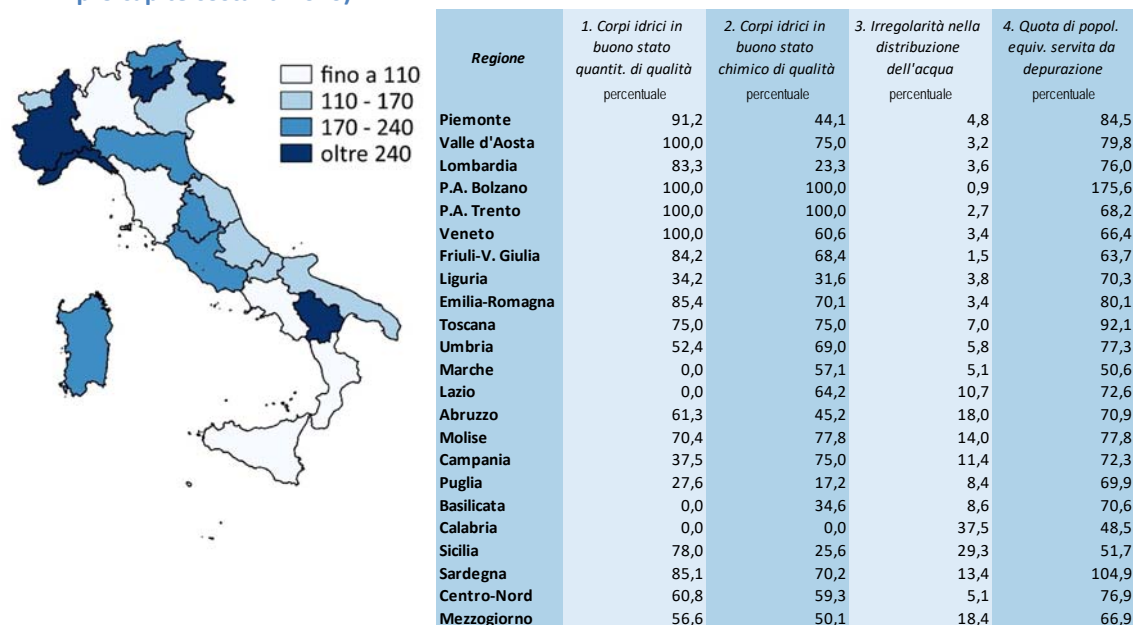 fino a 110
110 - 170
170 - 240
oltre 240
Regione 1. Corpi idrici in buono stato quantit. di qualità 2. Corpi idrici in buono stato chimico di qualità 3. Irregolarità nella distribuzione dell'acqua 4. Quota di popol. equiv. servita da depurazione
percentuale percentuale percentuale percentuale
Piemonte 91,2 44,1 4,8 84,5
Valle d'Aosta 100,0 75,0 3,2 79,8
Lombardia 83,3 23,3 3,6 76,0
P.A. Bolzano 100,0 100,0 0,9 175,6
P.A. Trento 100,0 100,0 2,7 68,2
Veneto 100,0 60,6 3,4 66,4
Friuli-V. Giulia 84,2 68,4 1,5 63,7
Liguria 34,2 31,6 3,8 70,3
Emilia-Romagna 85,4 70,1 3,4 80,1
Toscana 75,0 75,0 7,0 92,1
Umbria 52,4 69,0 5,8 77,3
Marche 0,0 57,1 5,1 50,6
Lazio 0,0 64,2 10,7 72,6
Abruzzo 61,3 45,2 18,0 70,9
Molise 70,4 77,8 14,0 77,8
Campania 37,5 75,0 11,4 72,3
Puglia 27,6 17,2 8,4 69,9
Basilicata 0,0 34,6 8,6 70,6
Calabria 0,0 0,0 37,5 48,5
Sicilia 78,0 25,6 29,3 51,7
Sardegna 85,1 70,2 13,4 104,9
Centro-Nord 60,8 59,3 5,1 76,9
Mezzogiorno 56,6 50,1 18,4 66,9